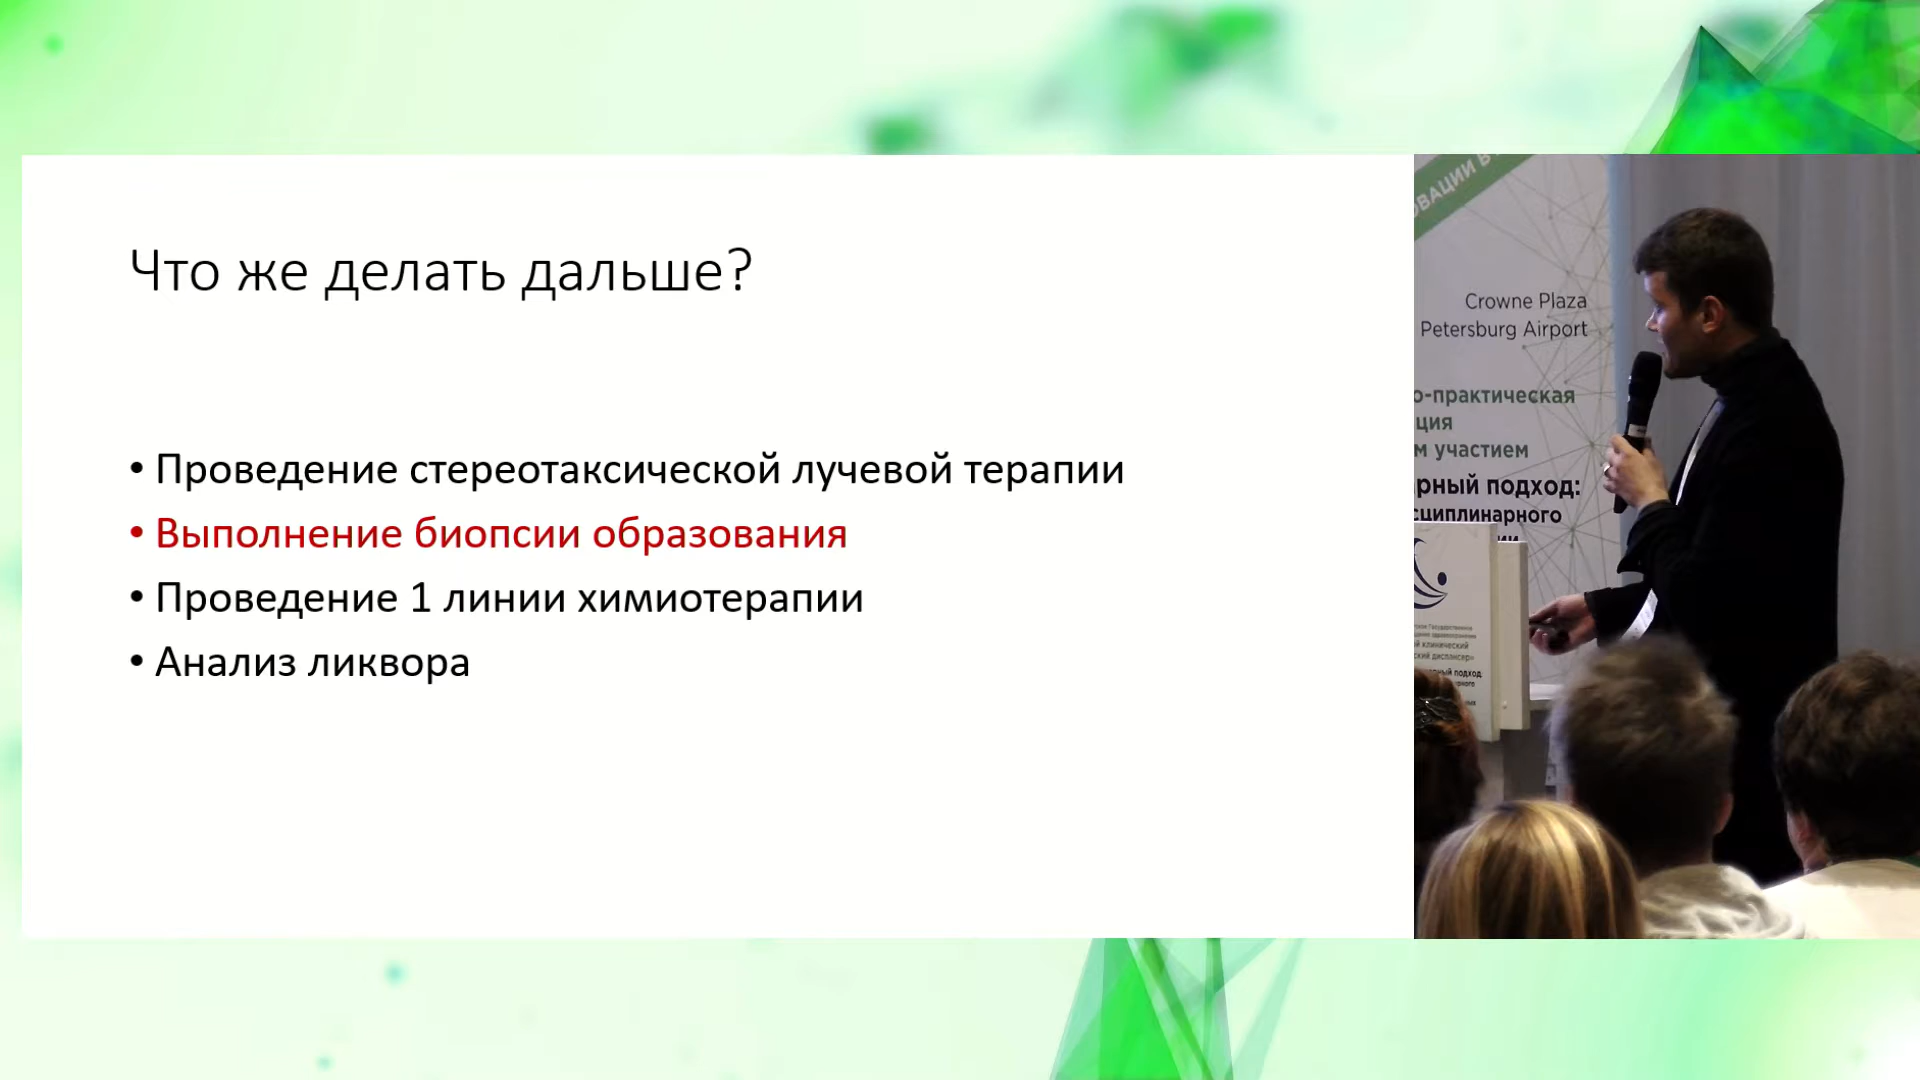 Что же делать дальше?
• Проведение стереотаксической лучевой терапии
• Выполнение биопсии образования
• Проведение 1 линии химиотерапии
• Анализ ликвора
Crowne Plaza
Petersburg Airport
о-практическая
ция
м участием
рный подход:
сциплинарного